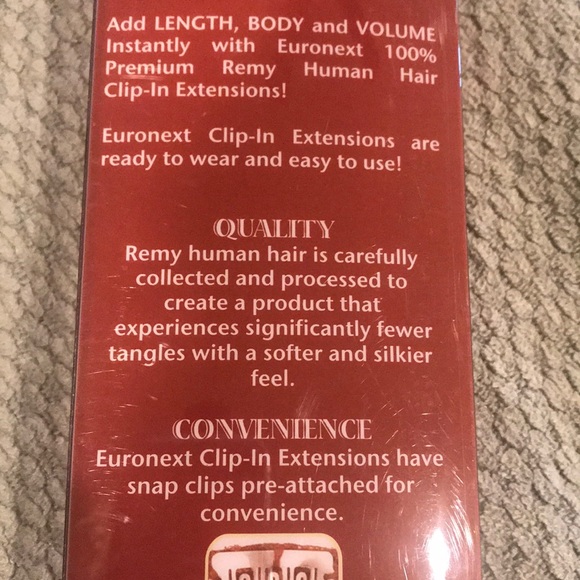 Add LENGTH, BODY and VOLUME
Instantly with Euronext 100%
Premium Remy Human Hair
Clip-In Extensions!
Euronext Clip-In Extensions are
ready to wear and easy to use!
QUALITY
Remy human hair is carefully
collected and processed to
create a product that
experiences significantly fewer
tangles with a softer and silkier
feel.
CONVENIENCE
Euronext Clip-In Extensions have
snap clips pre-attached for
convenience.